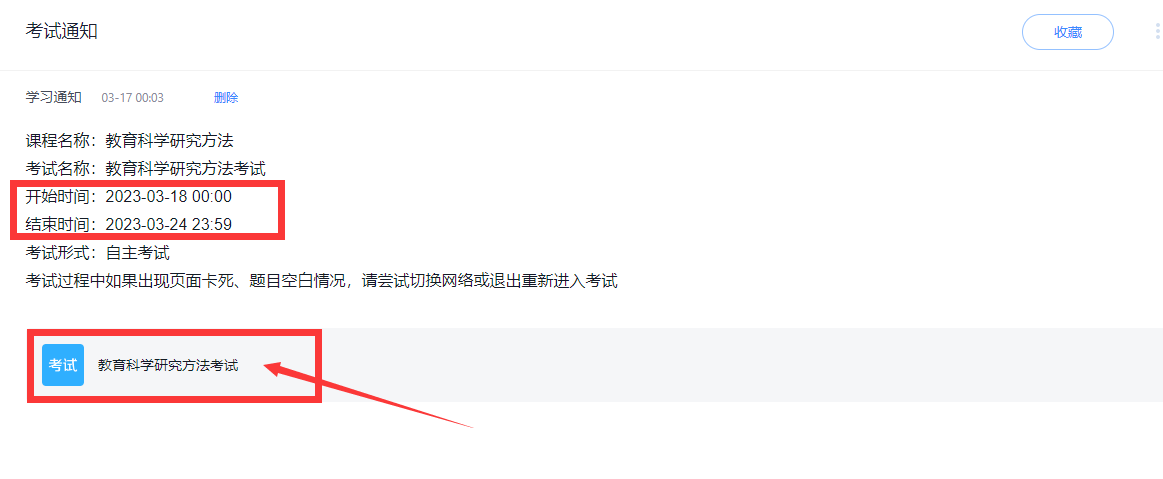 考试通知
收藏
学习通知 03-17 00:03 删除
课程名称：教育科学研究方法
考试名称：教育科学研究方法考试
开始时间：2023-03-18 00:00
结束时间：2023-03-24 23:59
考试形式：自主考试
考试过程中如果出现页面卡死、题目空白情况，请尝试切换网络或退出重新进入考试
考试 教育科学研究方法考试